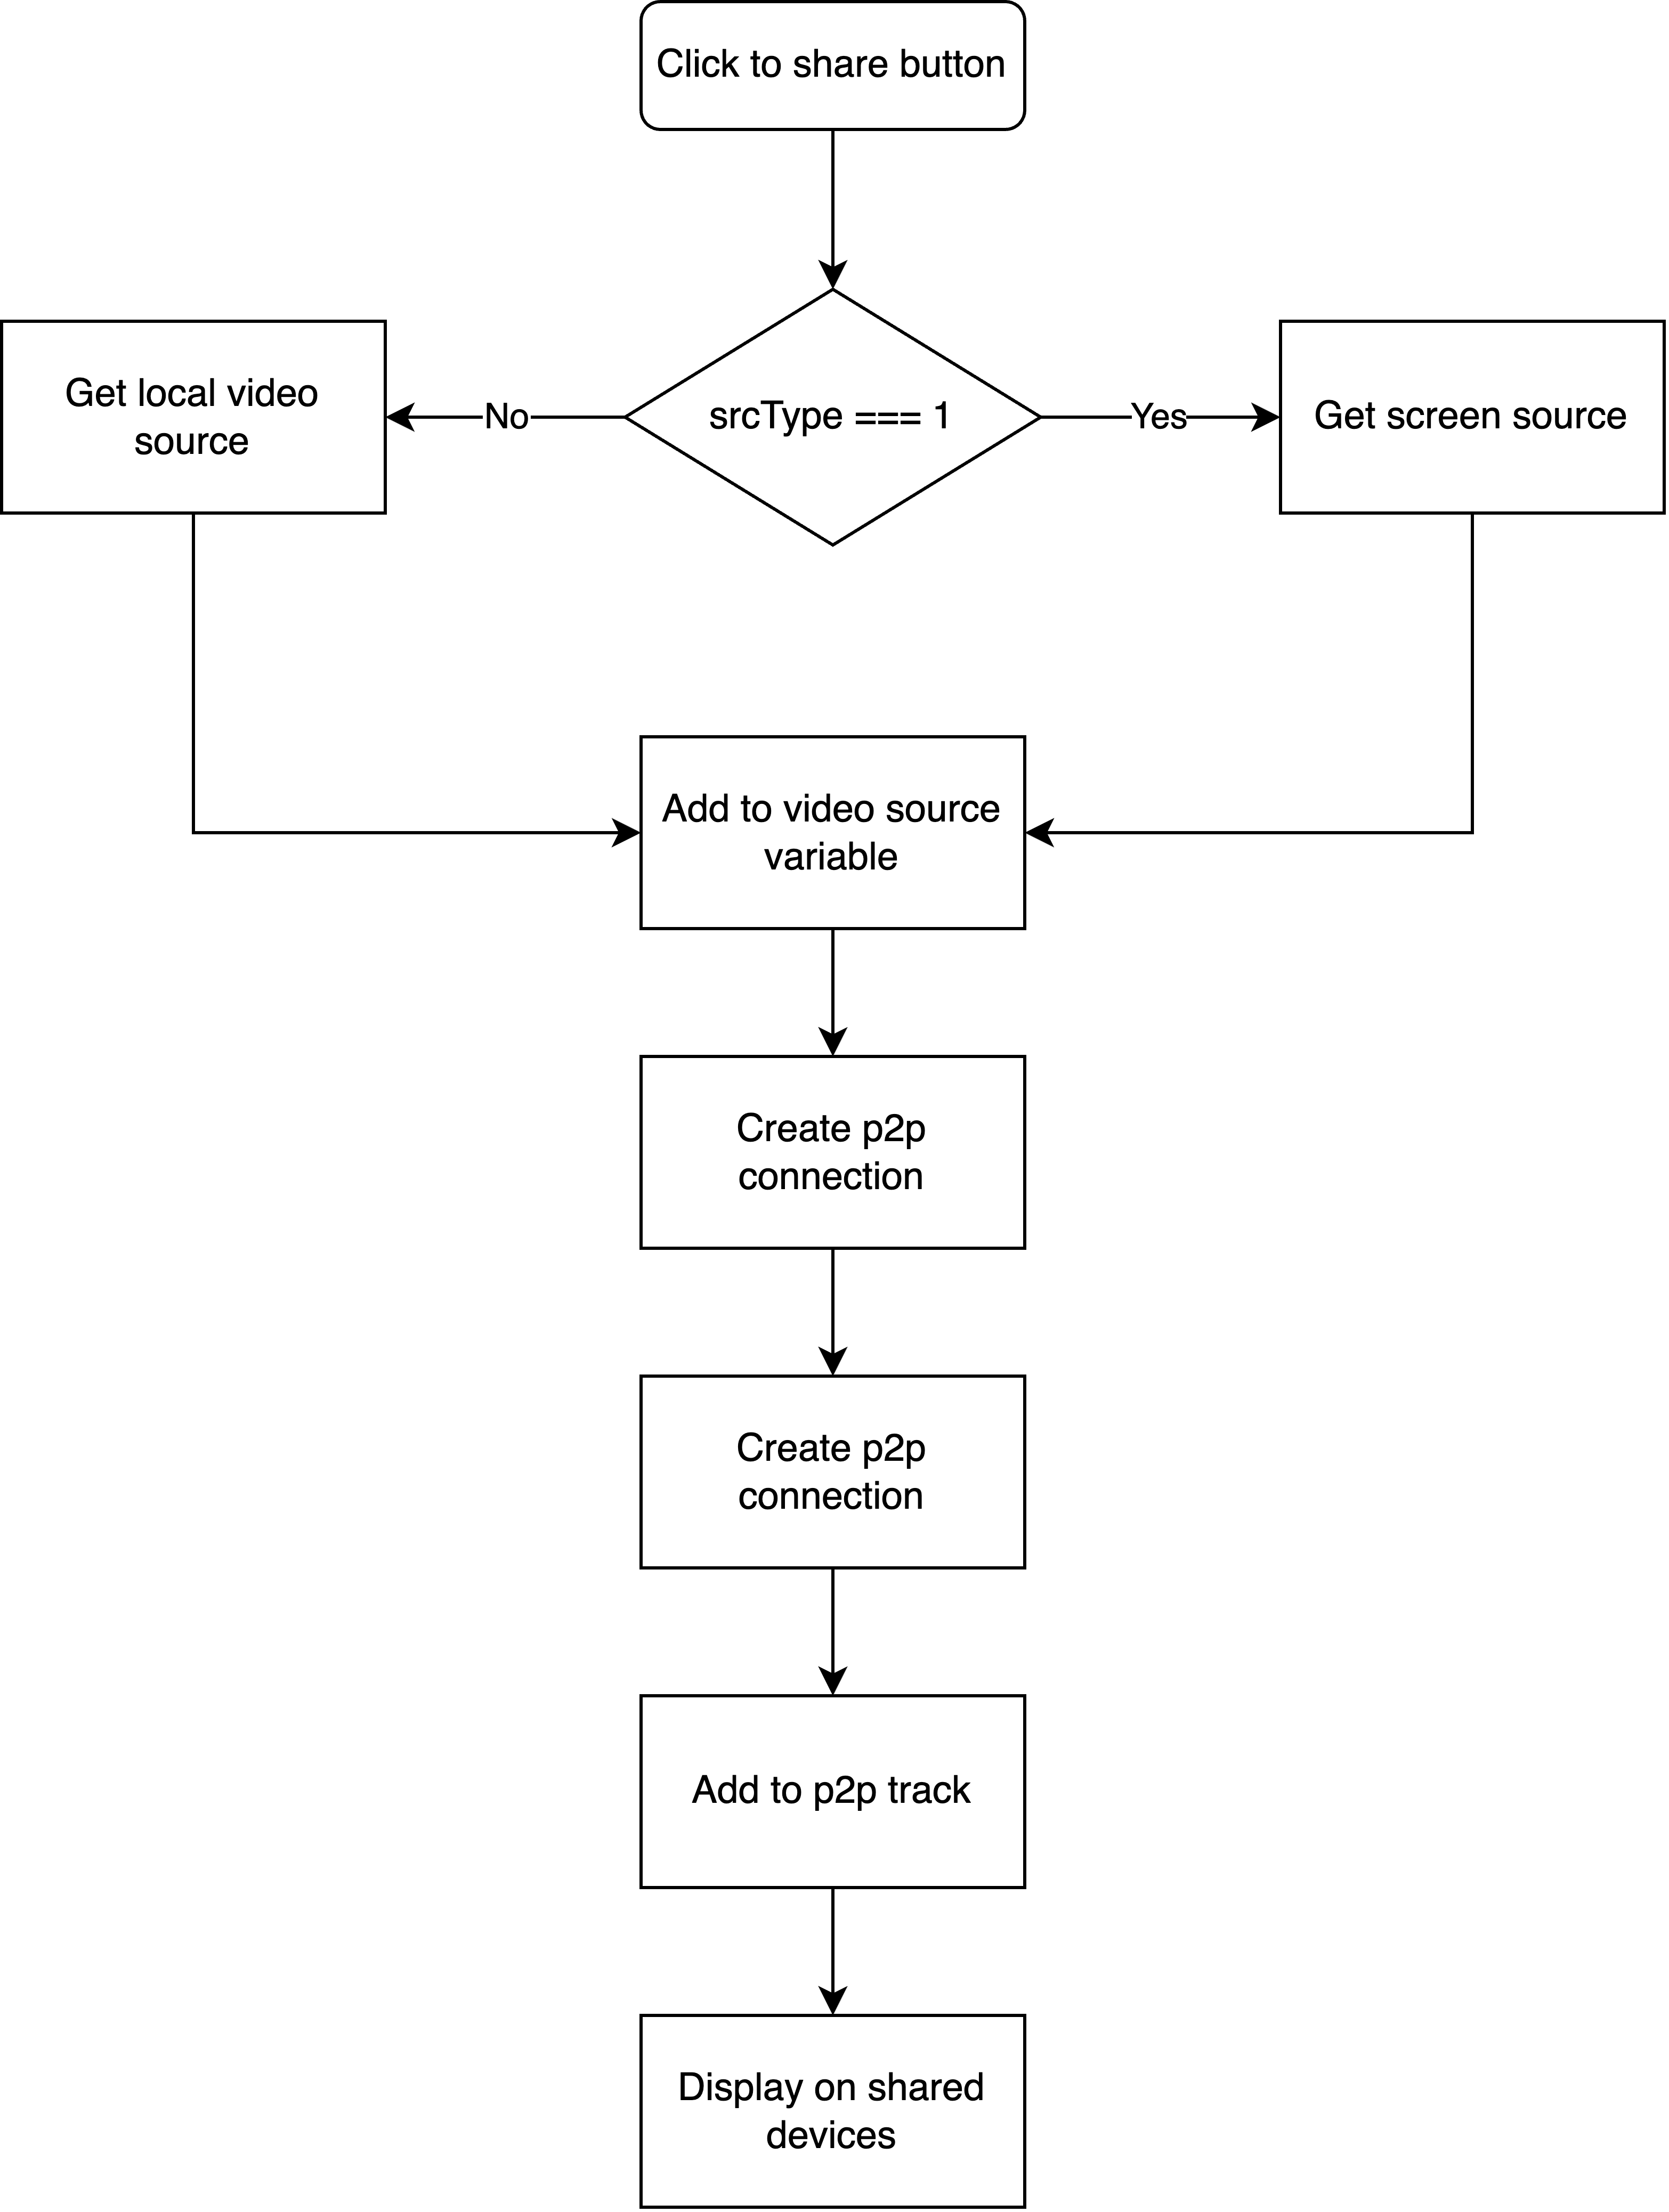 Click to share button
Get local video
source
No
srcType === 1
Yes
Get screen source
Add to video source
variable
Create p2p
connection
Create p2p
connection
Add to p2p track
Display on shared
devices